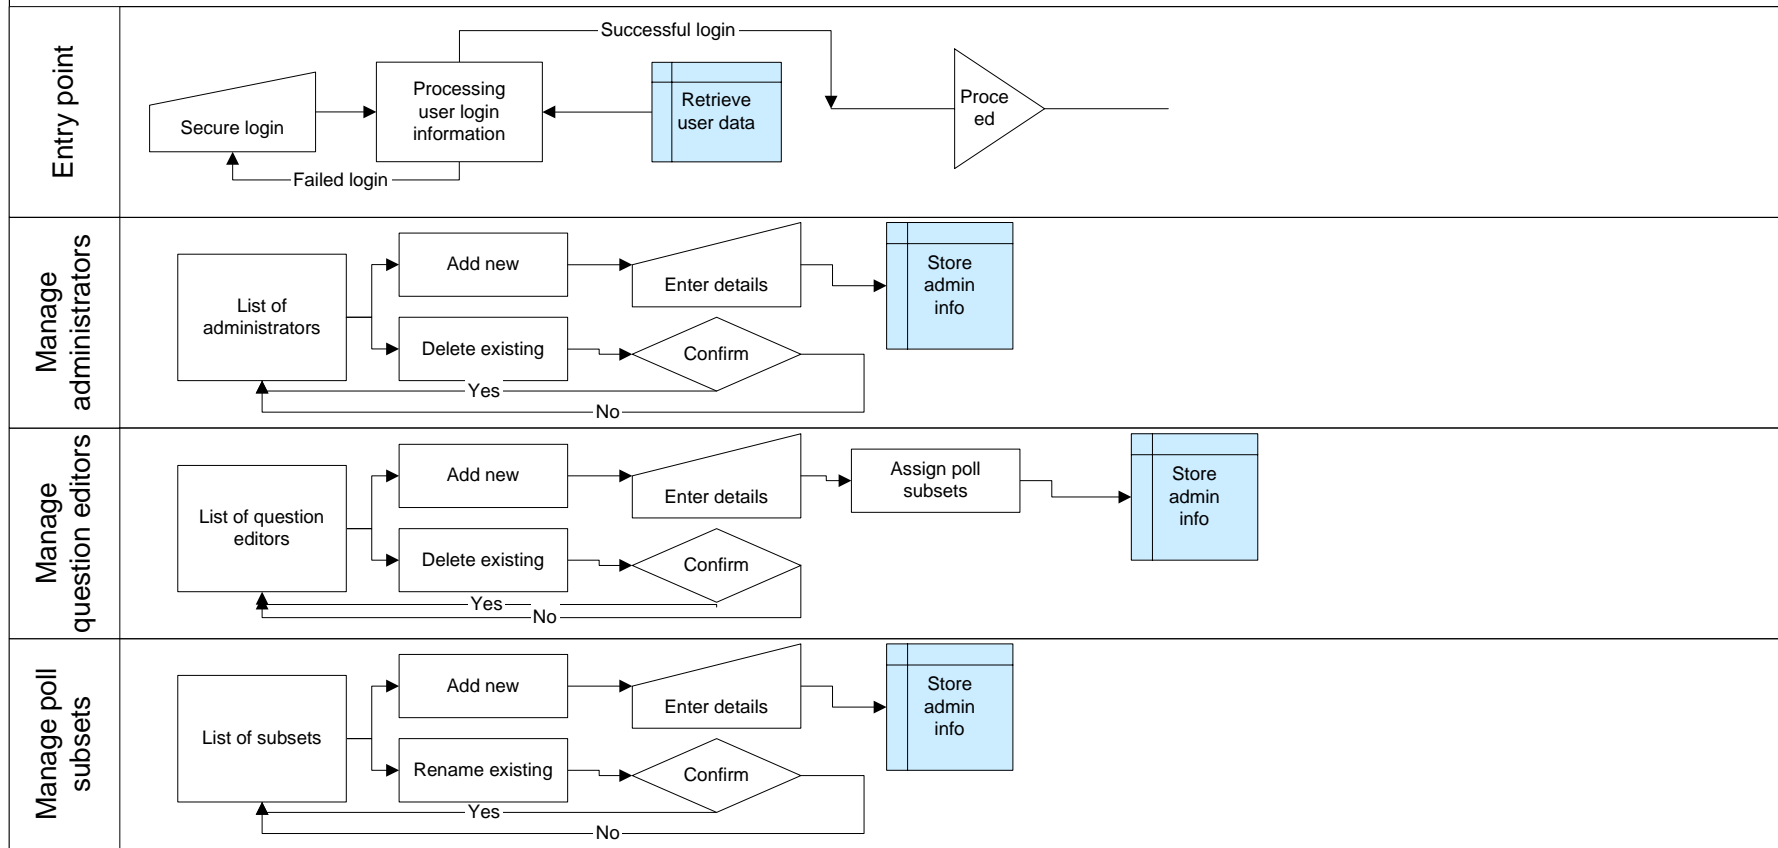 Entry point
Successful login
Secure login
Processing
user login
information
Retrieve
user data
Proce
ed
Failed login
Manage
administrators
List of
administrators
Add new
Enter details
Store
admin
info
Delete existing
Confirm
Yes
No
Manage
question editors
List of question
editors
Add new
Enter details
Assign poll
subsets
Store
admin
info
Delete existing
Confirm
Yes
No
Manage poll
subsets
List of subsets
Add new
Enter details
Store
admin
info
Rename existing
Confirm
Yes
No